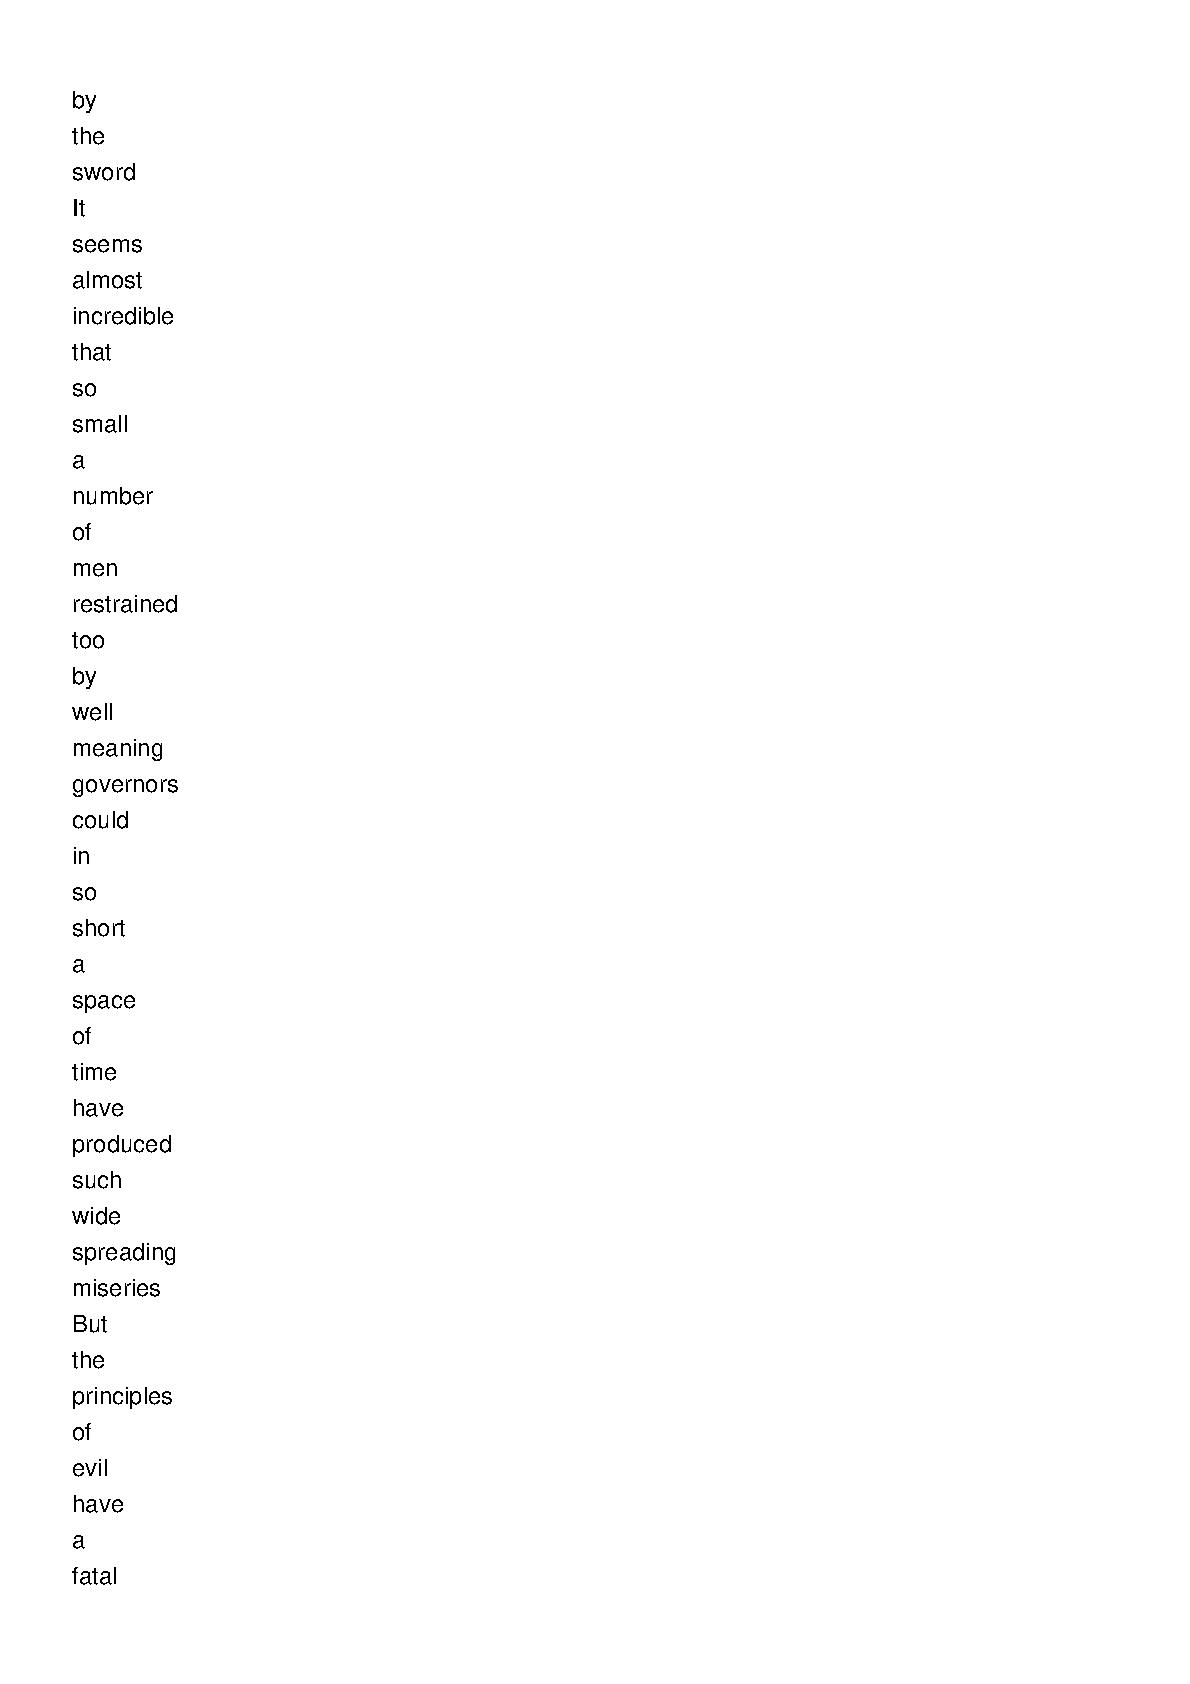 by
the
sword
It
seems
almost
incredible
that
so
small
a
number
of
men
restrained
too
by
well
meaning
governors
could
in
so
short
a
space
of
time
have
produced
such
wide
spreading
miseries
But
the
principles
of
evil
have
a
fatal